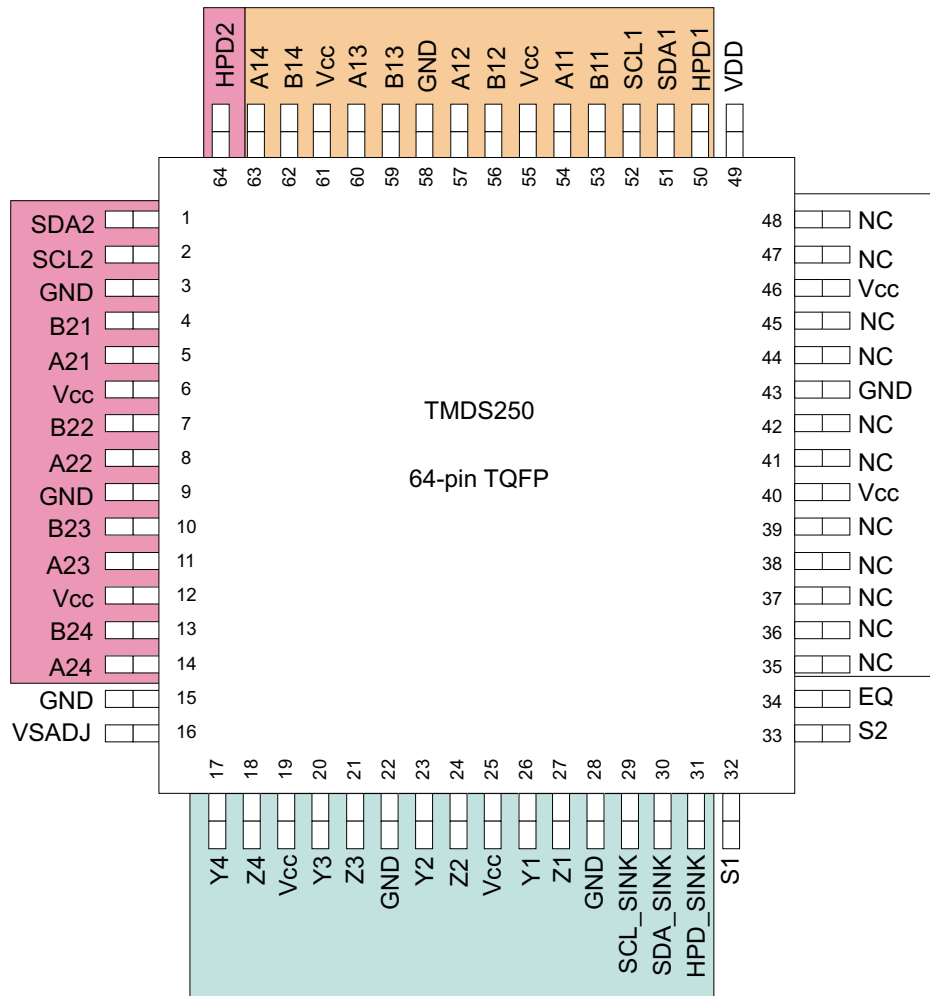 HPD2
A14
B14
Vcc
A13
B13
GND
A12
B12
Vcc
A11
B11
SCL1
SDA1
HPD1
VDD
64
63
62
61
60
59
58
57
56
55
54
53
52
51
50
49
SDA2 1
SCL2 2
GND 3
B21 4
A21 5
Vcc 6
B22 7
A22 8
GND 9
B23 10
A23 11
Vcc 12
B24 13
A24 14
GND 15
VSADJ 16
TMDS250
64-pin TQFP
48 NC
47 NC
46 Vcc
45 NC
44 NC
43 GND
42 NC
41 NC
40 Vcc
39 NC
38 NC
37 NC
36 NC
35 NC
34 EQ
33 S2
17
18
19
20
21
22
23
24
25
26
27
28
29
30
31
32
Y4
Z4
Vcc
Y3
Z3
GND
Y2
Z2
Vcc
Y1
Z1
GND
SCL_SINK
SDA_SINK
HPD_SINK
S1